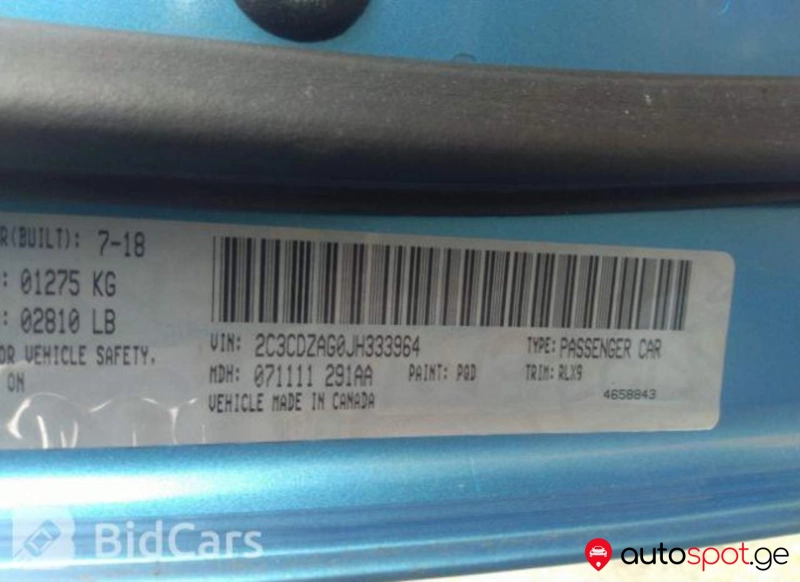 R(BUILT): 7-18
: 01275 KG
: 02810 LB
OR VEHICLE SAFETY,
ON
VIN: 2C3CDZAG0JH333964
TYPE: PASSENGER CAR
MDH: 071111 291AA
PAINT: PQD
TRIM: RLX9
VEHICLE MADE IN CANADA
4658843
BidCars
autospot.ge